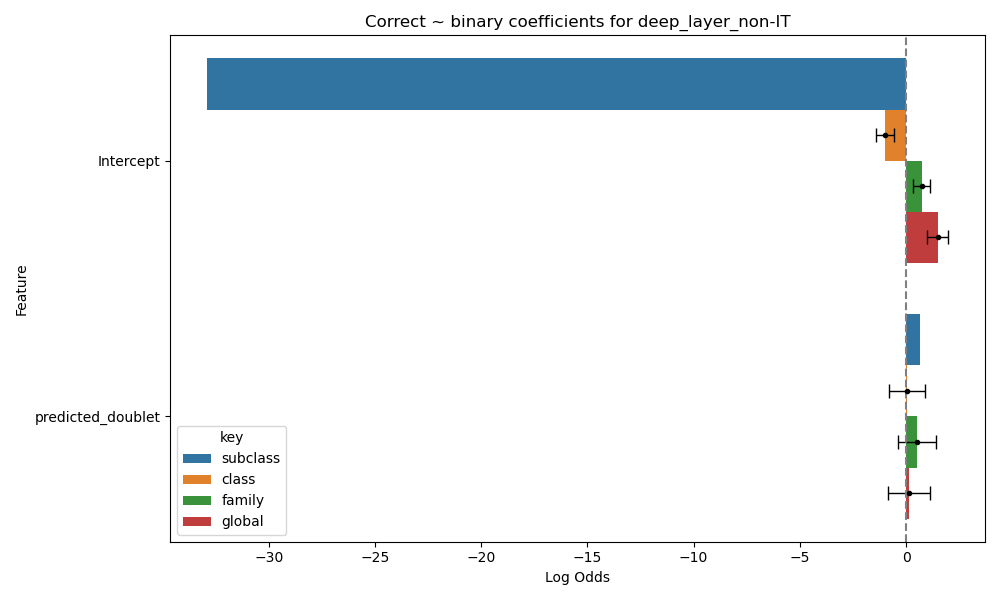 Correct ~ binary coefficients for deep_layer_non-IT
Feature
Intercept
predicted_doublet
key
subclass
class
family
global
−30
−25
−20
−15
−10
−5
0
Log Odds